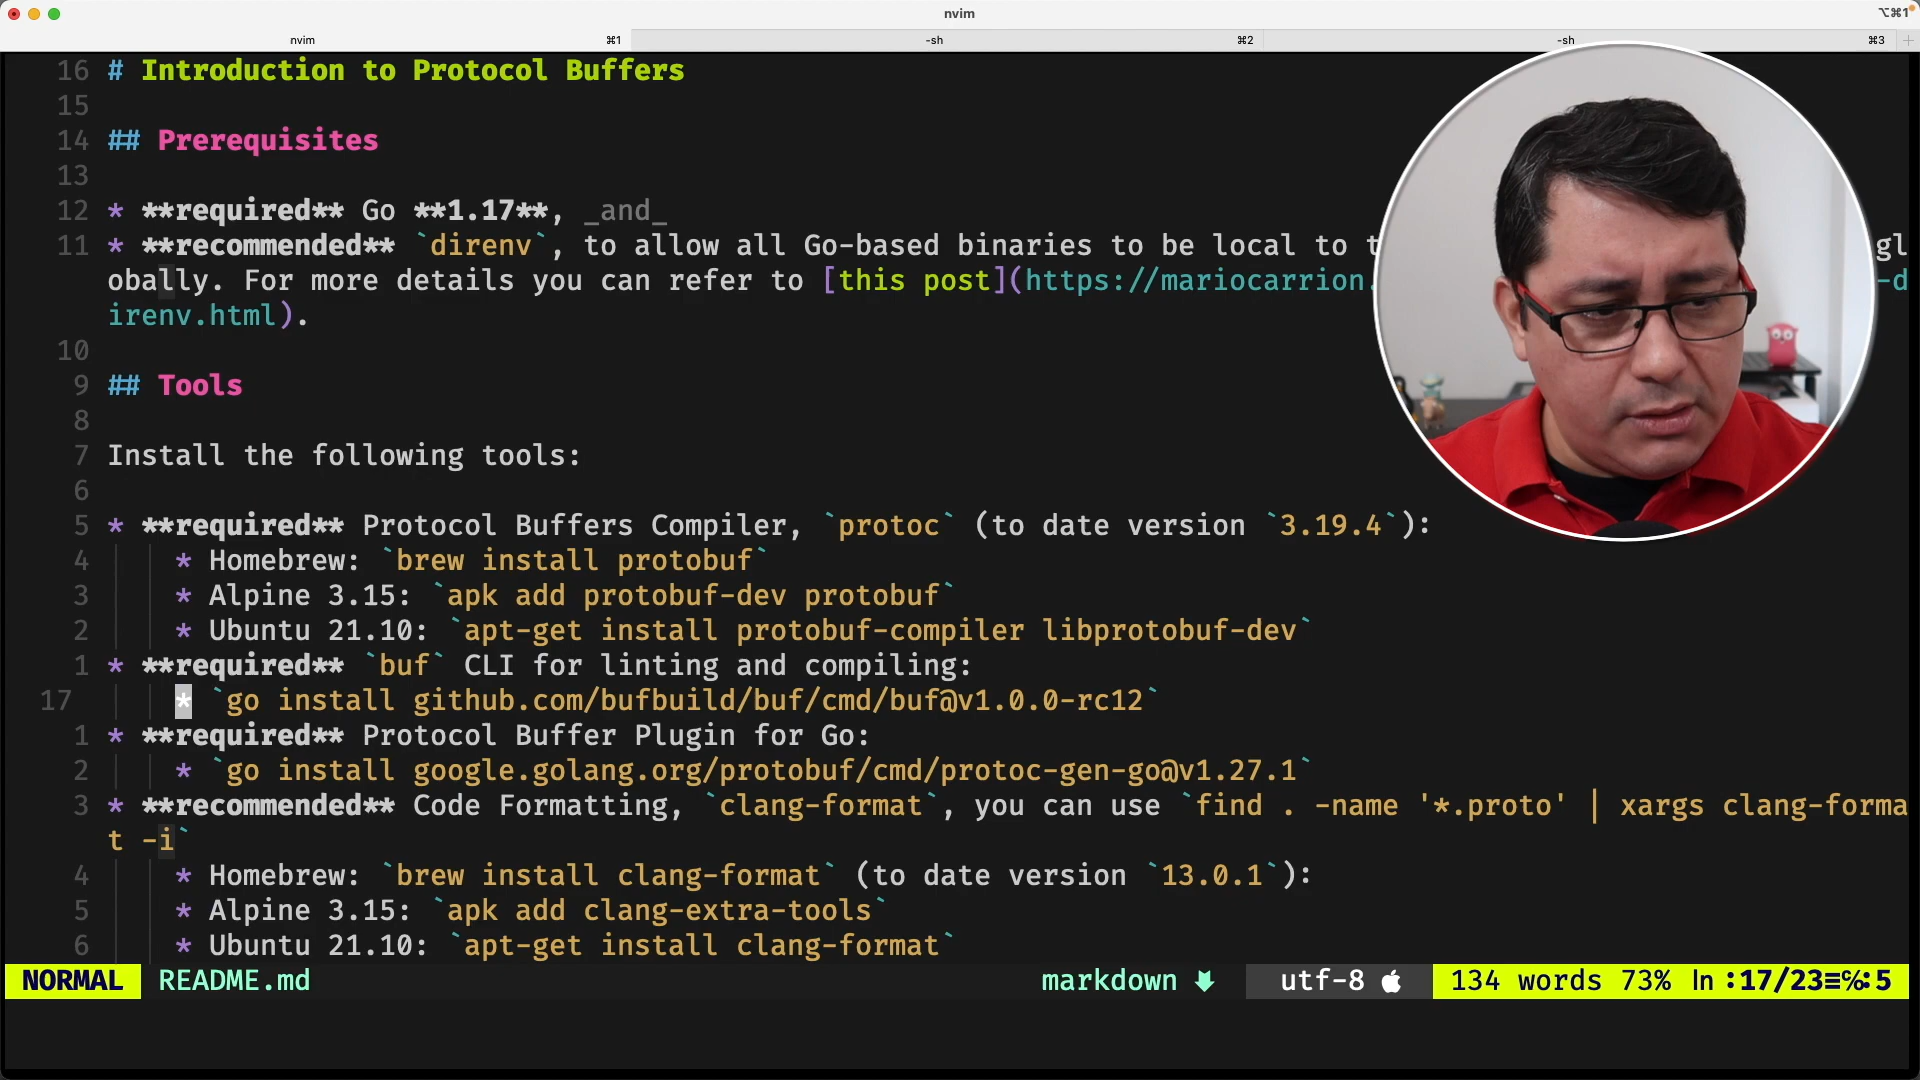 nvim
⌥⌘1
nvim ⌘1 -sh ⌘2 -sh ⌘3 +
16 # Introduction to Protocol Buffers
15
14 ## Prerequisites
13
12 * **required** Go **1.17**, _and_
11 * **recommended** `direnv`, to allow all Go-based binaries to be local to t gl
obally. For more details you can refer to [this post](https://mariocarrion. -d
irenv.html).
10
9 ## Tools
8
7 Install the following tools:
6
5 * **required** Protocol Buffers Compiler, `protoc` (to date version `3.19.4`):
4 * Homebrew: `brew install protobuf`
3 * Alpine 3.15: `apk add protobuf-dev protobuf`
2 * Ubuntu 21.10: `apt-get install protobuf-compiler libprotobuf-dev`
1 * **required** `buf` CLI for linting and compiling:
17 * `go install github.com/bufbuild/buf/cmd/buf@v1.0.0-rc12`
1 * **required** Protocol Buffer Plugin for Go:
2 * `go install google.golang.org/protobuf/cmd/protoc-gen-go@v1.27.1`
3 * **recommended** Code Formatting, `clang-format`, you can use `find . -name '*.proto' | xargs clang-forma
t -i`
4 * Homebrew: `brew install clang-format` (to date version `13.0.1`):
5 * Alpine 3.15: `apk add clang-extra-tools`
6 * Ubuntu 21.10: `apt-get install clang-format`
NORMAL README.md markdown utf-8 134 words 73% ln :17/23≡℅:5